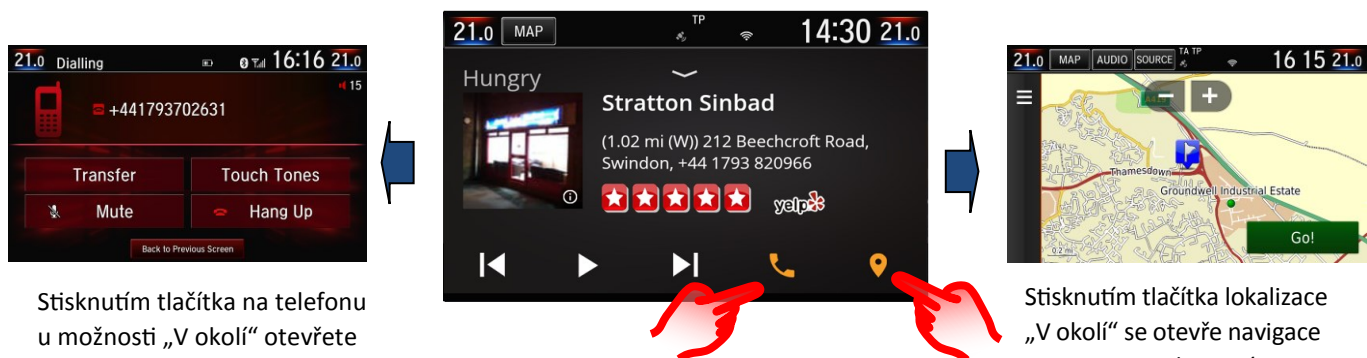 21.0 Dialling 16:16 21.0
15
+441793702631
Transfer Touch Tones
Mute Hang Up
Back to Previous Screen
Stisknutím tlačítka na telefonu
u možnosti „V okolí“ otevřete
21.0 MAP TP 14:30 21.0
Hungry
Stratton Sinbad
(1.02 mi (W)) 212 Beechcroft Road,
Swindon, +44 1793 820966
yelp
21.0 MAP AUDIO SOURCE TA TP 16 15 21.0
Thamesdown
Groundwell Industrial Estate
0.2 mi
Go!
Stisknutím tlačítka lokalizace
„V okolí“ se otevře navigace